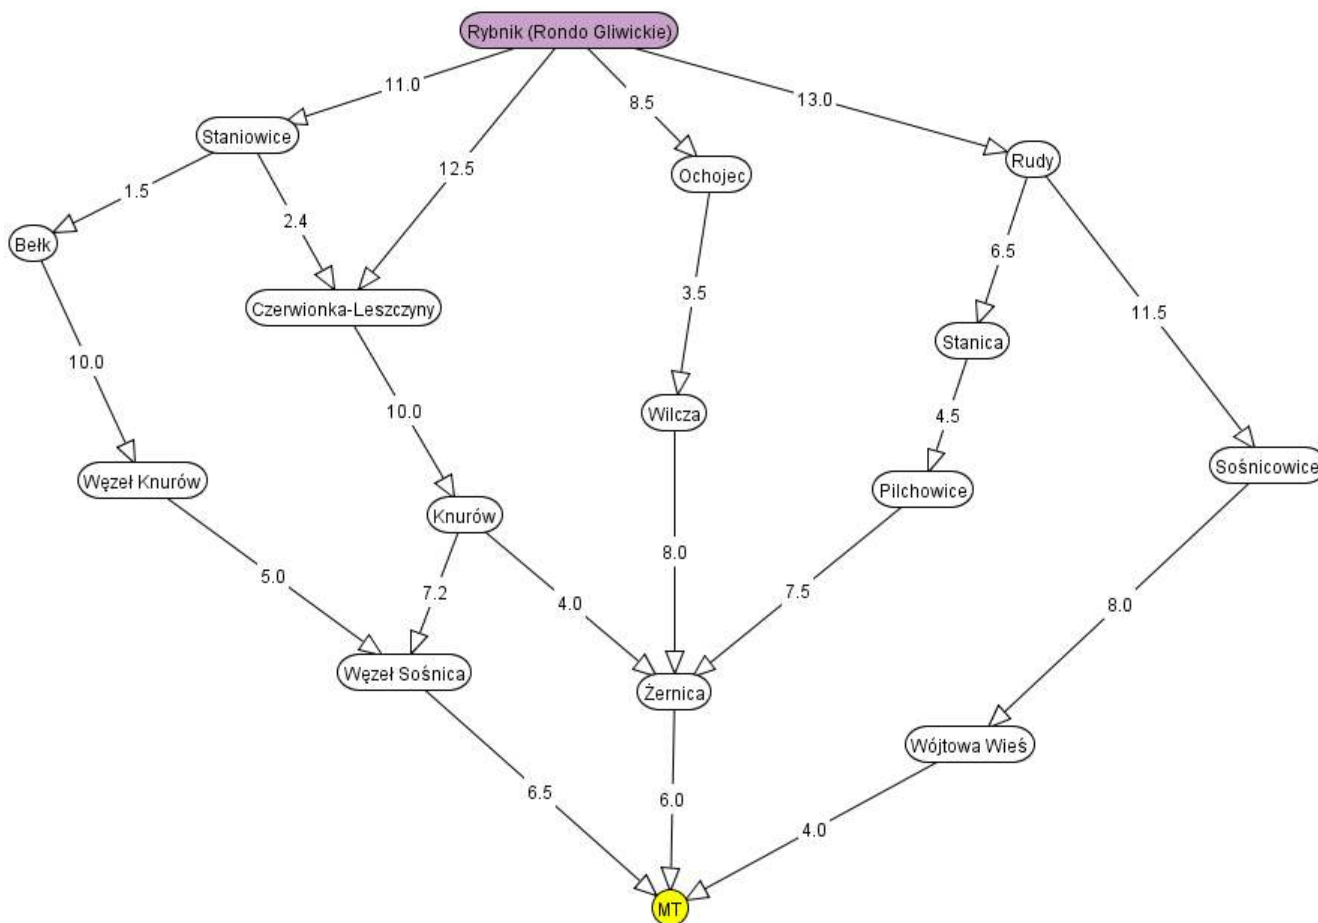 Rybnik (Rondo Gliwickie)
11.0
8.5
13.0
Staniowice
12.5
Ochojec
Rudy
1.5
2.4
Bełk
6.5
3.5
Czerwionka-Leszczyny
11.5
Stanica
10.0
10.0
Wilcza
4.5
Węzeł Knurów
Sośnicowice
Pilchowice
Knurów
8.0
5.0
7.2
4.0
7.5
8.0
Węzeł Sośnica
Żernica
Wójtowa Wieś
6.5
6.0
4.0
MT